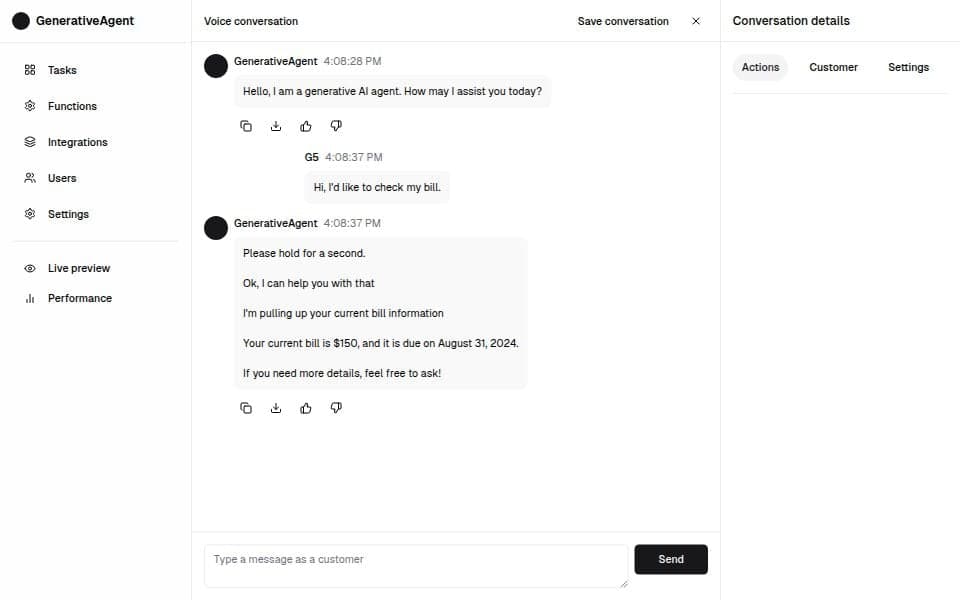 GenerativeAgent
Tasks
Functions
Integrations
Users
Settings
Live preview
Performance
Voice conversation
Save conversation
GenerativeAgent 4:08:28 PM
Hello, I am a generative AI agent. How may I assist you today?
G5 4:08:37 PM
Hi, I'd like to check my bill.
GenerativeAgent 4:08:37 PM
Please hold for a second.
Ok, I can help you with that
I'm pulling up your current bill information
Your current bill is $150, and it is due on August 31, 2024.
If you need more details, feel free to ask!
Type a message as a customer
Send
Conversation details
Actions Customer Settings